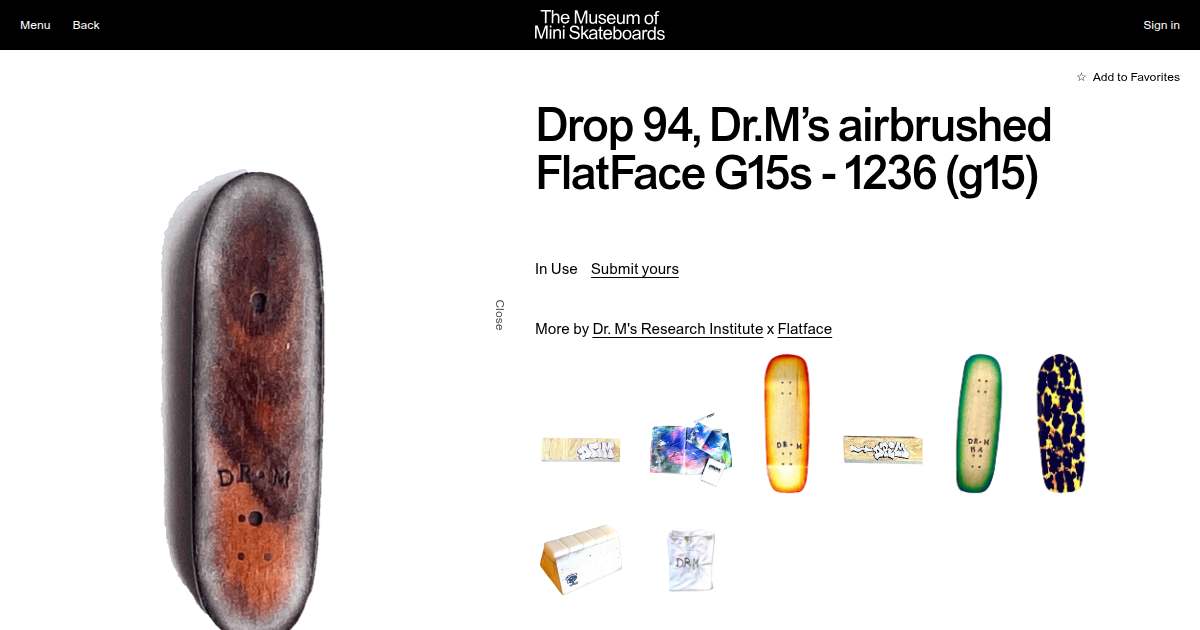 Menu Back
The Museum of
Mini Skateboards
Sign in
☆ Add to Favorites
Drop 94, Dr.M’s airbrushed
FlatFace G15s - 1236 (g15)
In Use Submit yours
Close
More by Dr. M's Research Institute x Flatface
DR•M
DR•M
DR•M
DRM